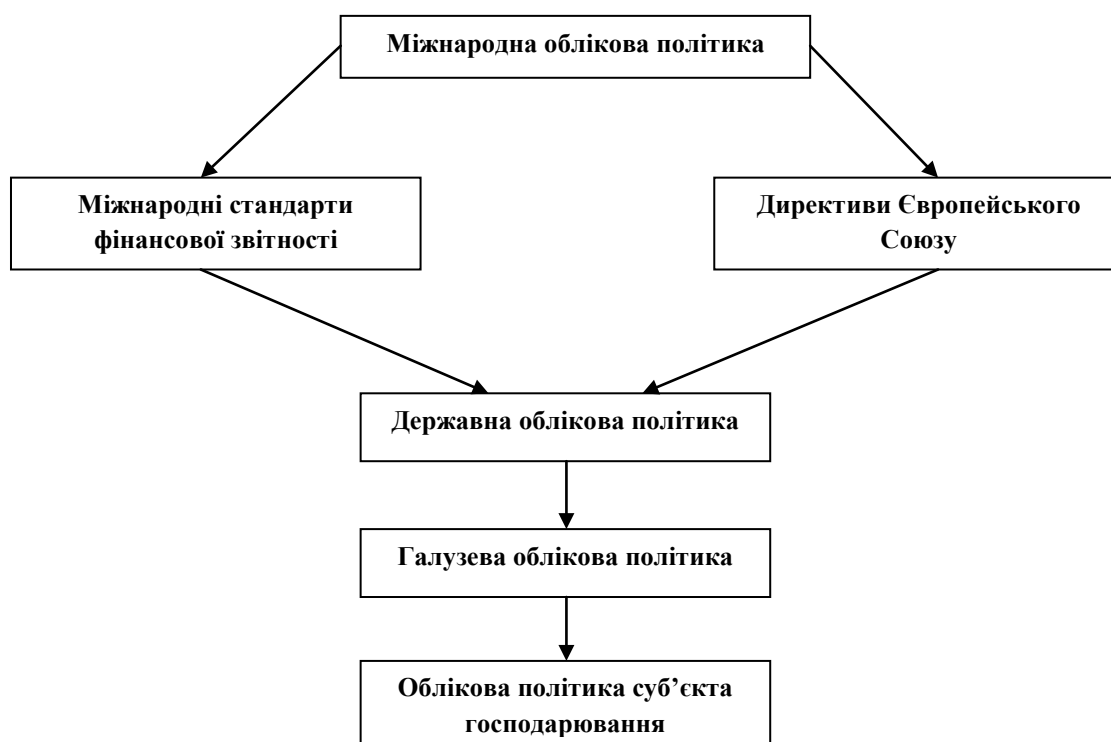 Міжнародна облікова політика
Міжнародні стандарти
фінансової звітності
Директиви Європейського
Союзу
Державна облікова політика
Галузева облікова політика
Облікова політика суб’єкта
господарювання